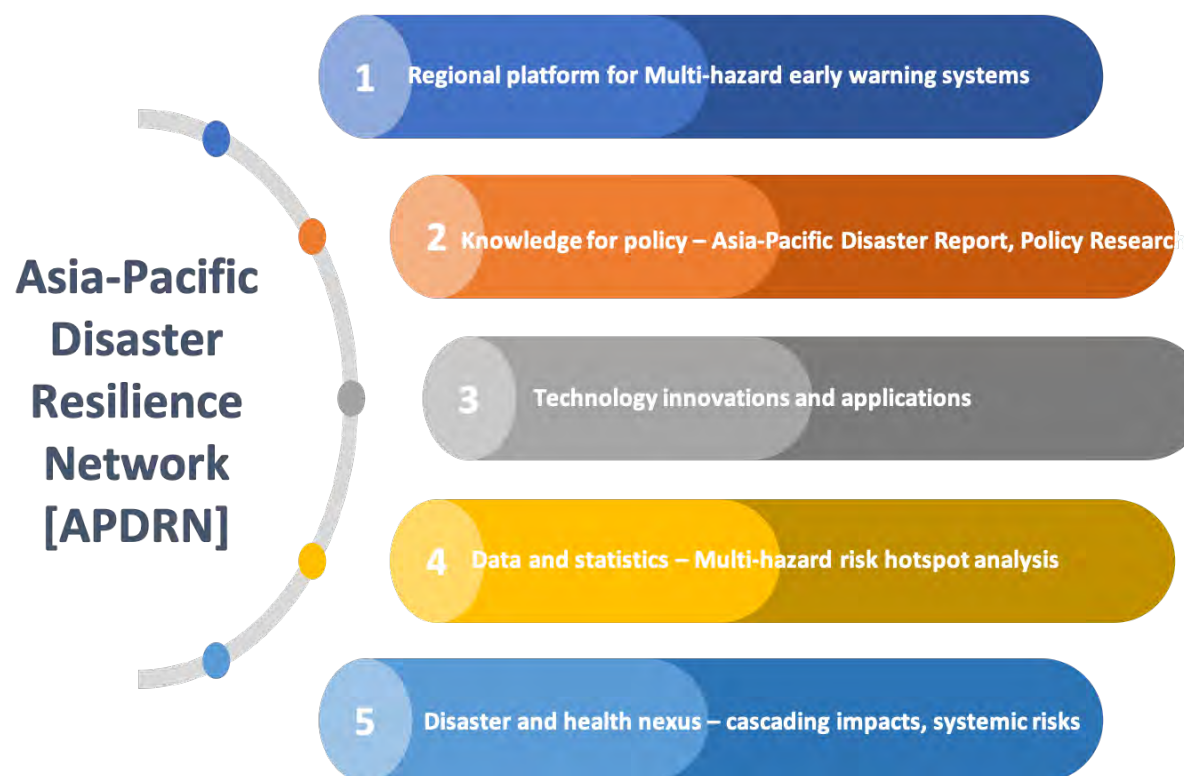 Asia-Pacific
Disaster
Resilience
Network
[APDRN]
1 Regional platform for Multi-hazard early warning systems
2 Knowledge for policy – Asia-Pacific Disaster Report, Policy Research
3 Technology innovations and applications
4 Data and statistics – Multi-hazard risk hotspot analysis
5 Disaster and health nexus – cascading impacts, systemic risks